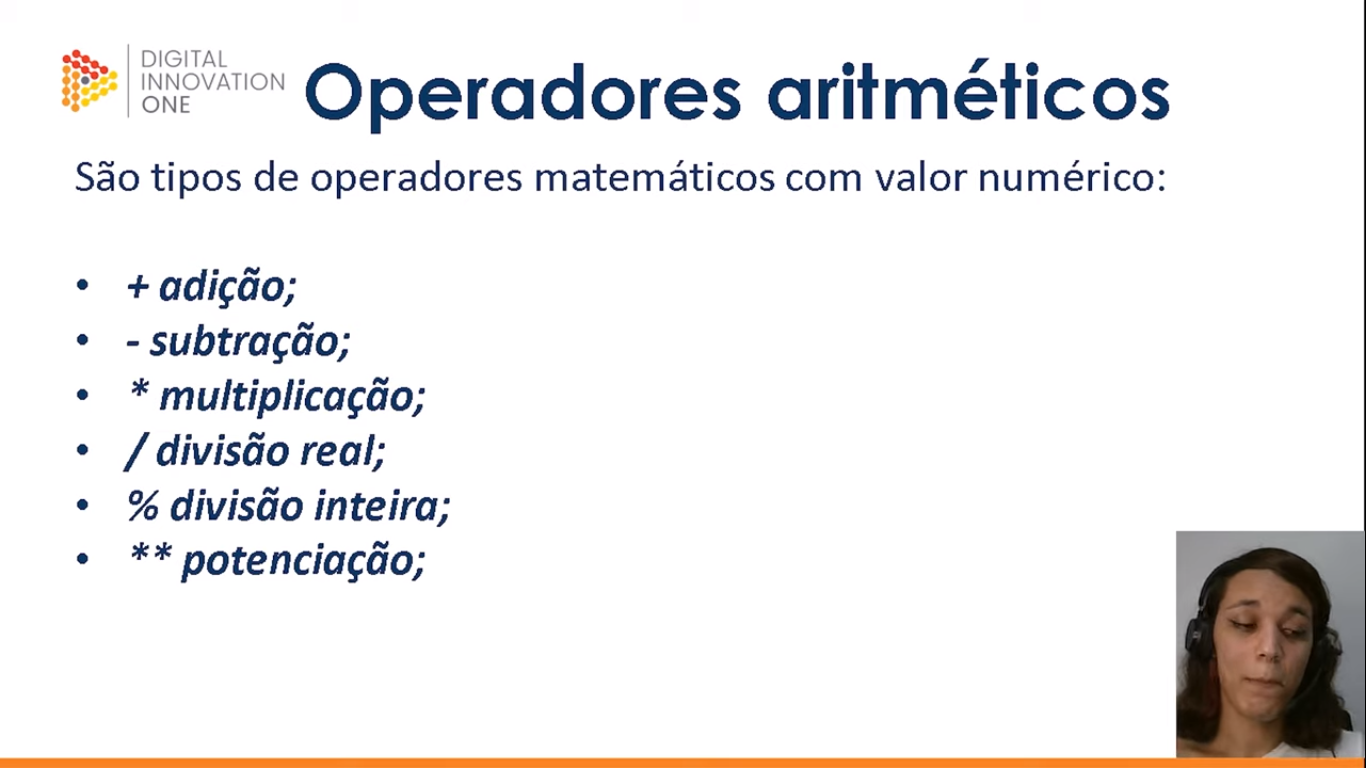 DIGITAL
INNOVATION
ONE
Operadores aritméticos
São tipos de operadores matemáticos com valor numérico:
• + adição;
• - subtração;
• * multiplicação;
• / divisão real;
• % divisão inteira;
• ** potenciação;